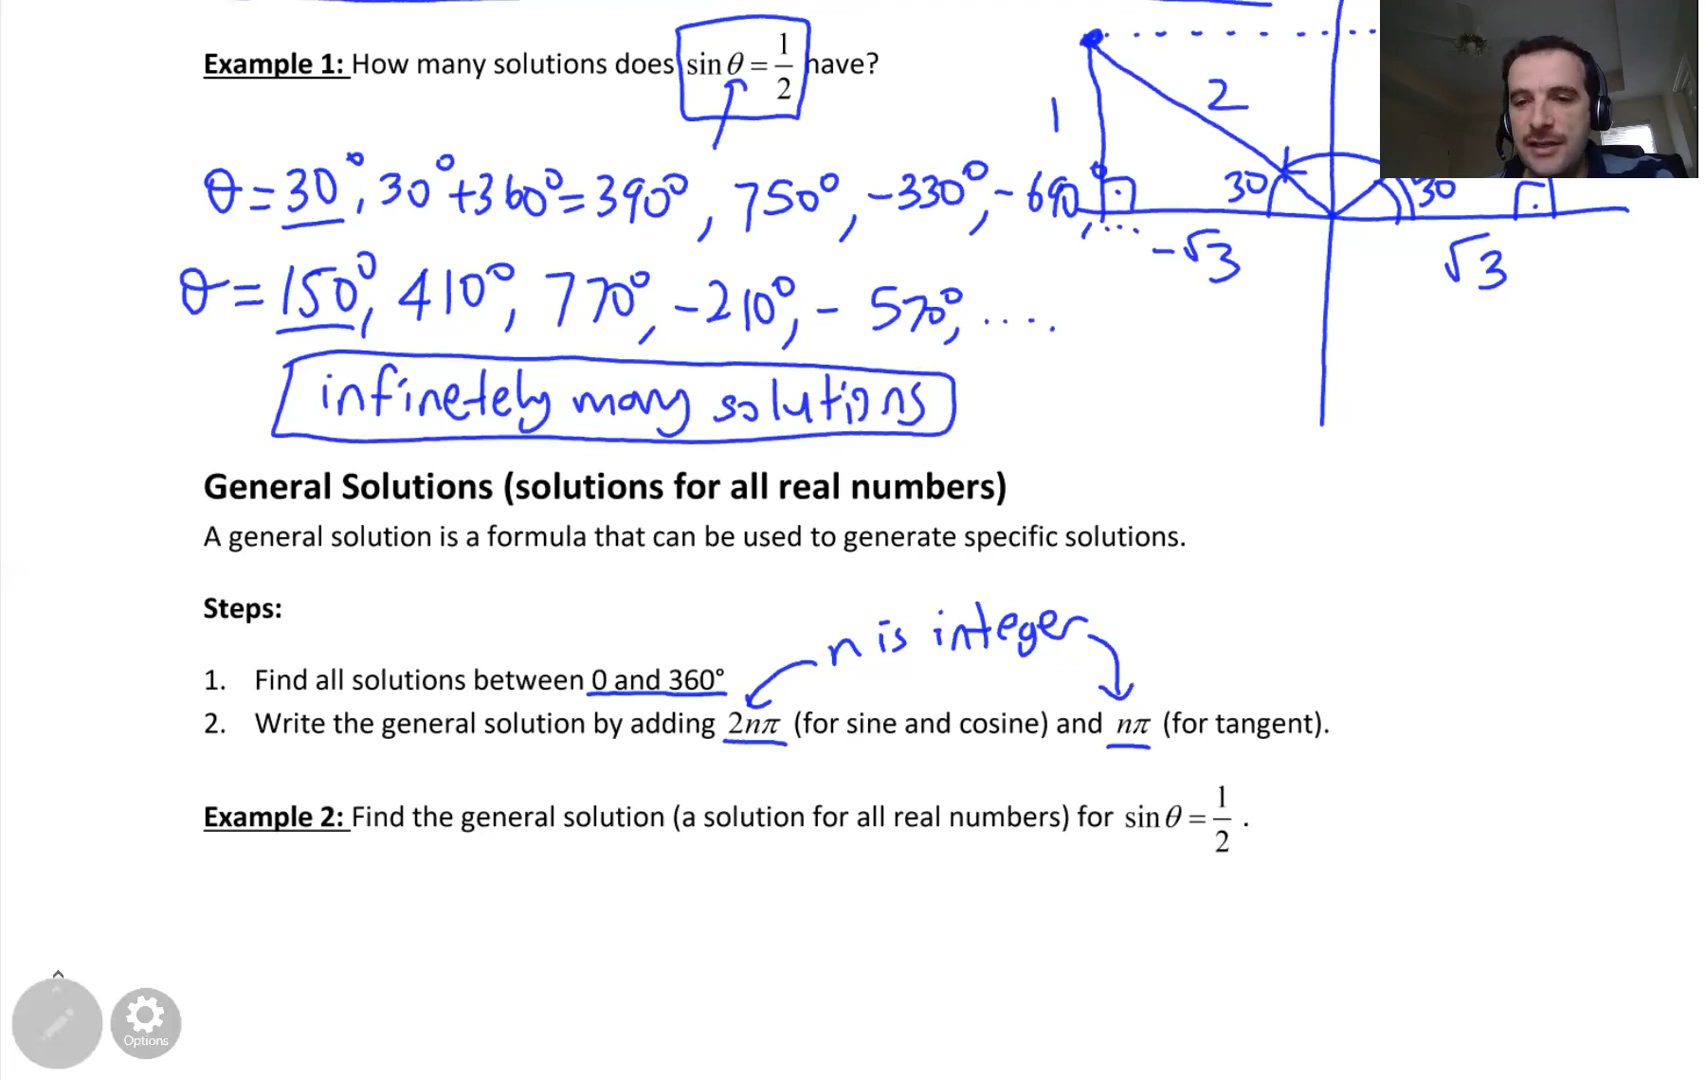 Example 1: How many solutions does sin θ = 1/2 have?
θ = 30°, 30° + 360° = 390°, 750°, -330°, -690, ...
θ = 150°, 410°, 770°, -210°, - 570°, ....
infinetely many solutions
1
2
30
30
-√3
√3
General Solutions (solutions for all real numbers)
A general solution is a formula that can be used to generate specific solutions.
Steps:
n is integer
1. Find all solutions between 0 and 360°
2. Write the general solution by adding 2nπ (for sine and cosine) and nπ (for tangent).
Example 2: Find the general solution (a solution for all real numbers) for sin θ = 1/2 .
Options